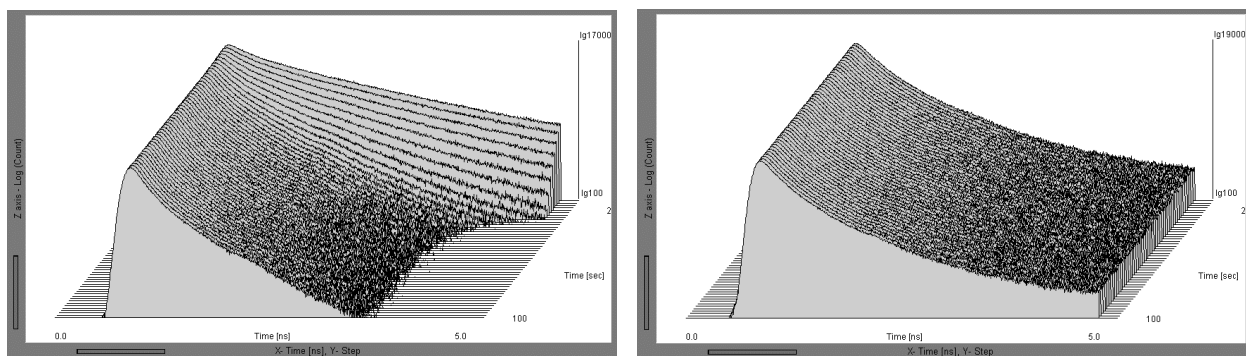 lg17000
Z axis - Log (Count)
lg100
2
Time [sec]
100
0.0
Time [ns]
5.0
X- Time [ns], Y- Step
lg19000
Z axis - Log (Count)
lg100
2
Time [sec]
100
0.0
Time [ns]
5.0
X- Time [ns], Y- Step